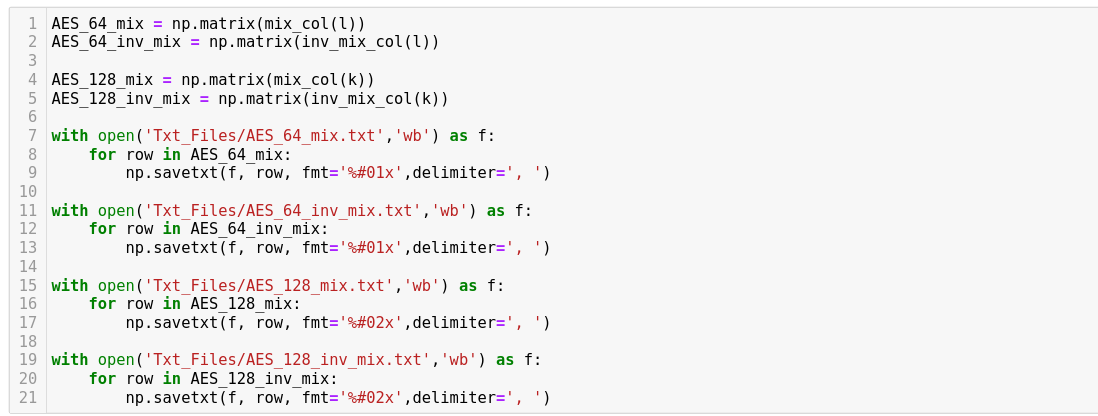 1 AES_64_mix = np.matrix(mix_col(l))
2 AES_64_inv_mix = np.matrix(inv_mix_col(l))
3
4 AES_128_mix = np.matrix(mix_col(k))
5 AES_128_inv_mix = np.matrix(inv_mix_col(k))
6
7 with open('Txt_Files/AES_64_mix.txt','wb') as f:
8     for row in AES_64_mix:
9         np.savetxt(f, row, fmt='%#01x',delimiter=', ')
10
11 with open('Txt_Files/AES_64_inv_mix.txt','wb') as f:
12     for row in AES_64_inv_mix:
13         np.savetxt(f, row, fmt='%#01x',delimiter=', ')
14
15 with open('Txt_Files/AES_128_mix.txt','wb') as f:
16     for row in AES_128_mix:
17         np.savetxt(f, row, fmt='%#02x',delimiter=', ')
18
19 with open('Txt_Files/AES_128_inv_mix.txt','wb') as f:
20     for row in AES_128_inv_mix:
21         np.savetxt(f, row, fmt='%#02x',delimiter=', ')